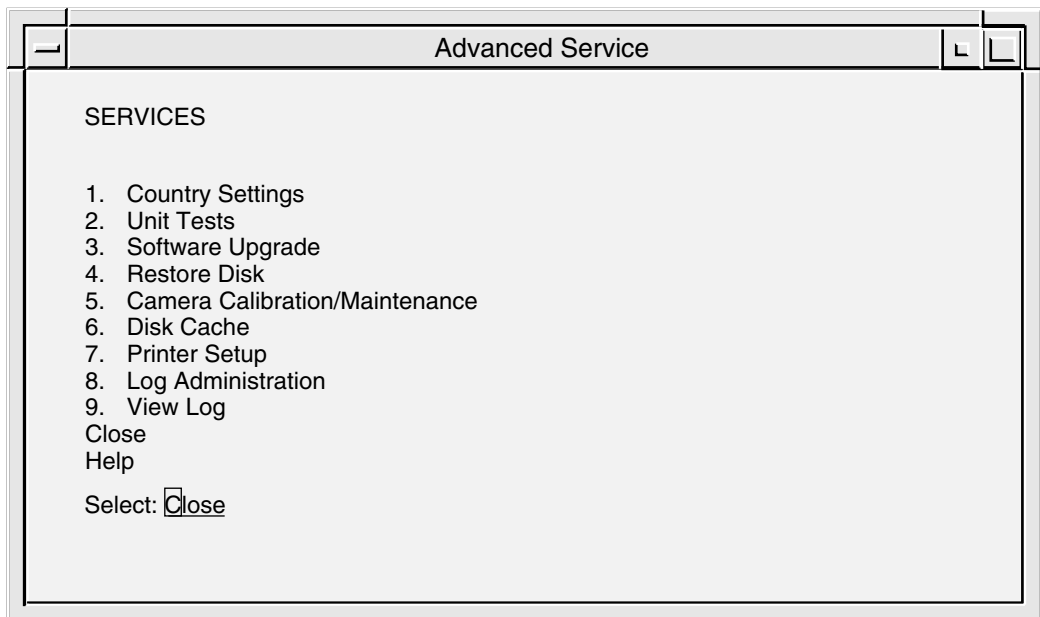 Advanced Service
SERVICES
1. Country Settings
2. Unit Tests
3. Software Upgrade
4. Restore Disk
5. Camera Calibration/Maintenance
6. Disk Cache
7. Printer Setup
8. Log Administration
9. View Log
Close
Help
Select: Close